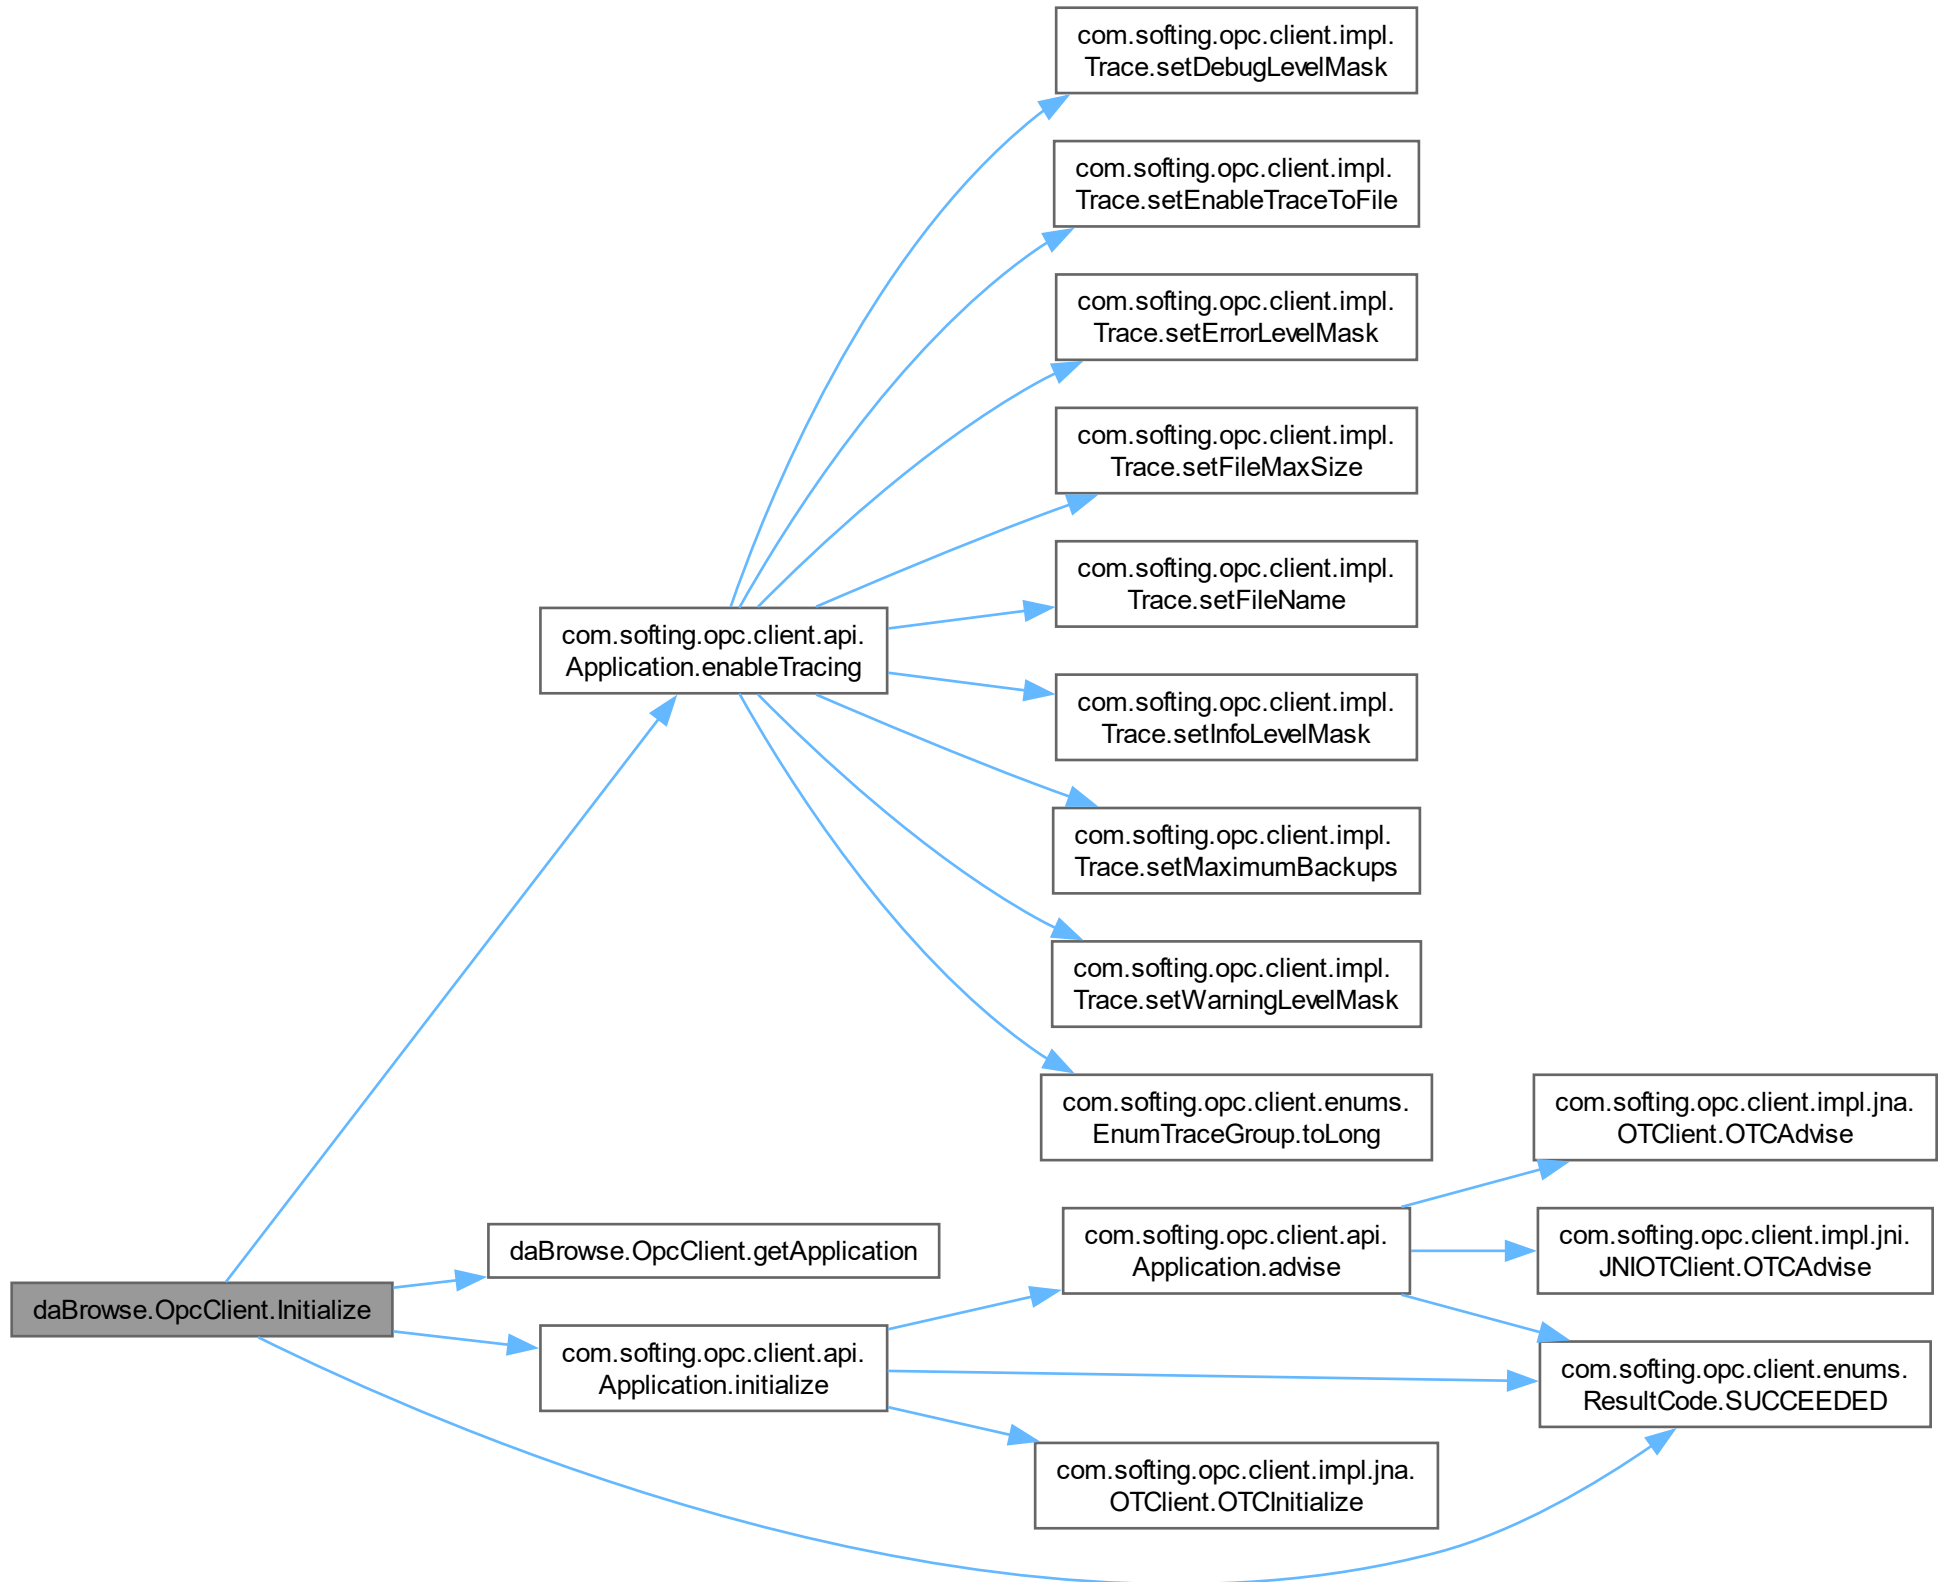 com.softing.opc.client.impl.
Trace.setDebugLevelMask
com.softing.opc.client.impl.
Trace.setEnableTraceToFile
com.softing.opc.client.impl.
Trace.setErrorLevelMask
com.softing.opc.client.impl.
Trace.setFileMaxSize
com.softing.opc.client.impl.
Trace.setFileName
com.softing.opc.client.api.
Application.enableTracing
com.softing.opc.client.impl.
Trace.setInfoLevelMask
com.softing.opc.client.impl.
Trace.setMaximumBackups
com.softing.opc.client.impl.
Trace.setWarningLevelMask
com.softing.opc.client.enums.
EnumTraceGroup.toLong
com.softing.opc.client.impl.jna.
OTClient.OTCAdvise
daBrowse.OpcClient.getApplication
com.softing.opc.client.api.
Application.advise
com.softing.opc.client.impl.jni.
JNIOTClient.OTCAdvise
daBrowse.OpcClient.Initialize
com.softing.opc.client.api.
Application.initialize
com.softing.opc.client.enums.
ResultCode.SUCCEEDED
com.softing.opc.client.impl.jna.
OTClient.OTCInitialize